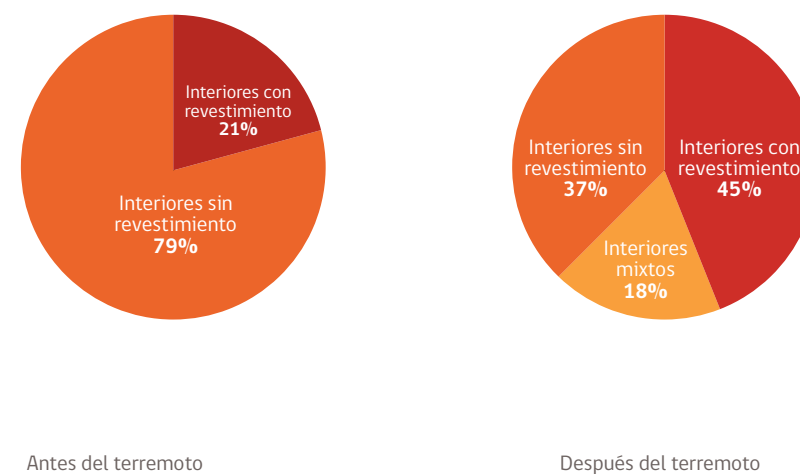 Interiores con
revestimiento
21%
Interiores sin
revestimiento
79%
Interiores sin
revestimiento
37%
Interiores con
revestimiento
45%
Interiores
mixtos
18%
Antes del terremoto
Después del terremoto